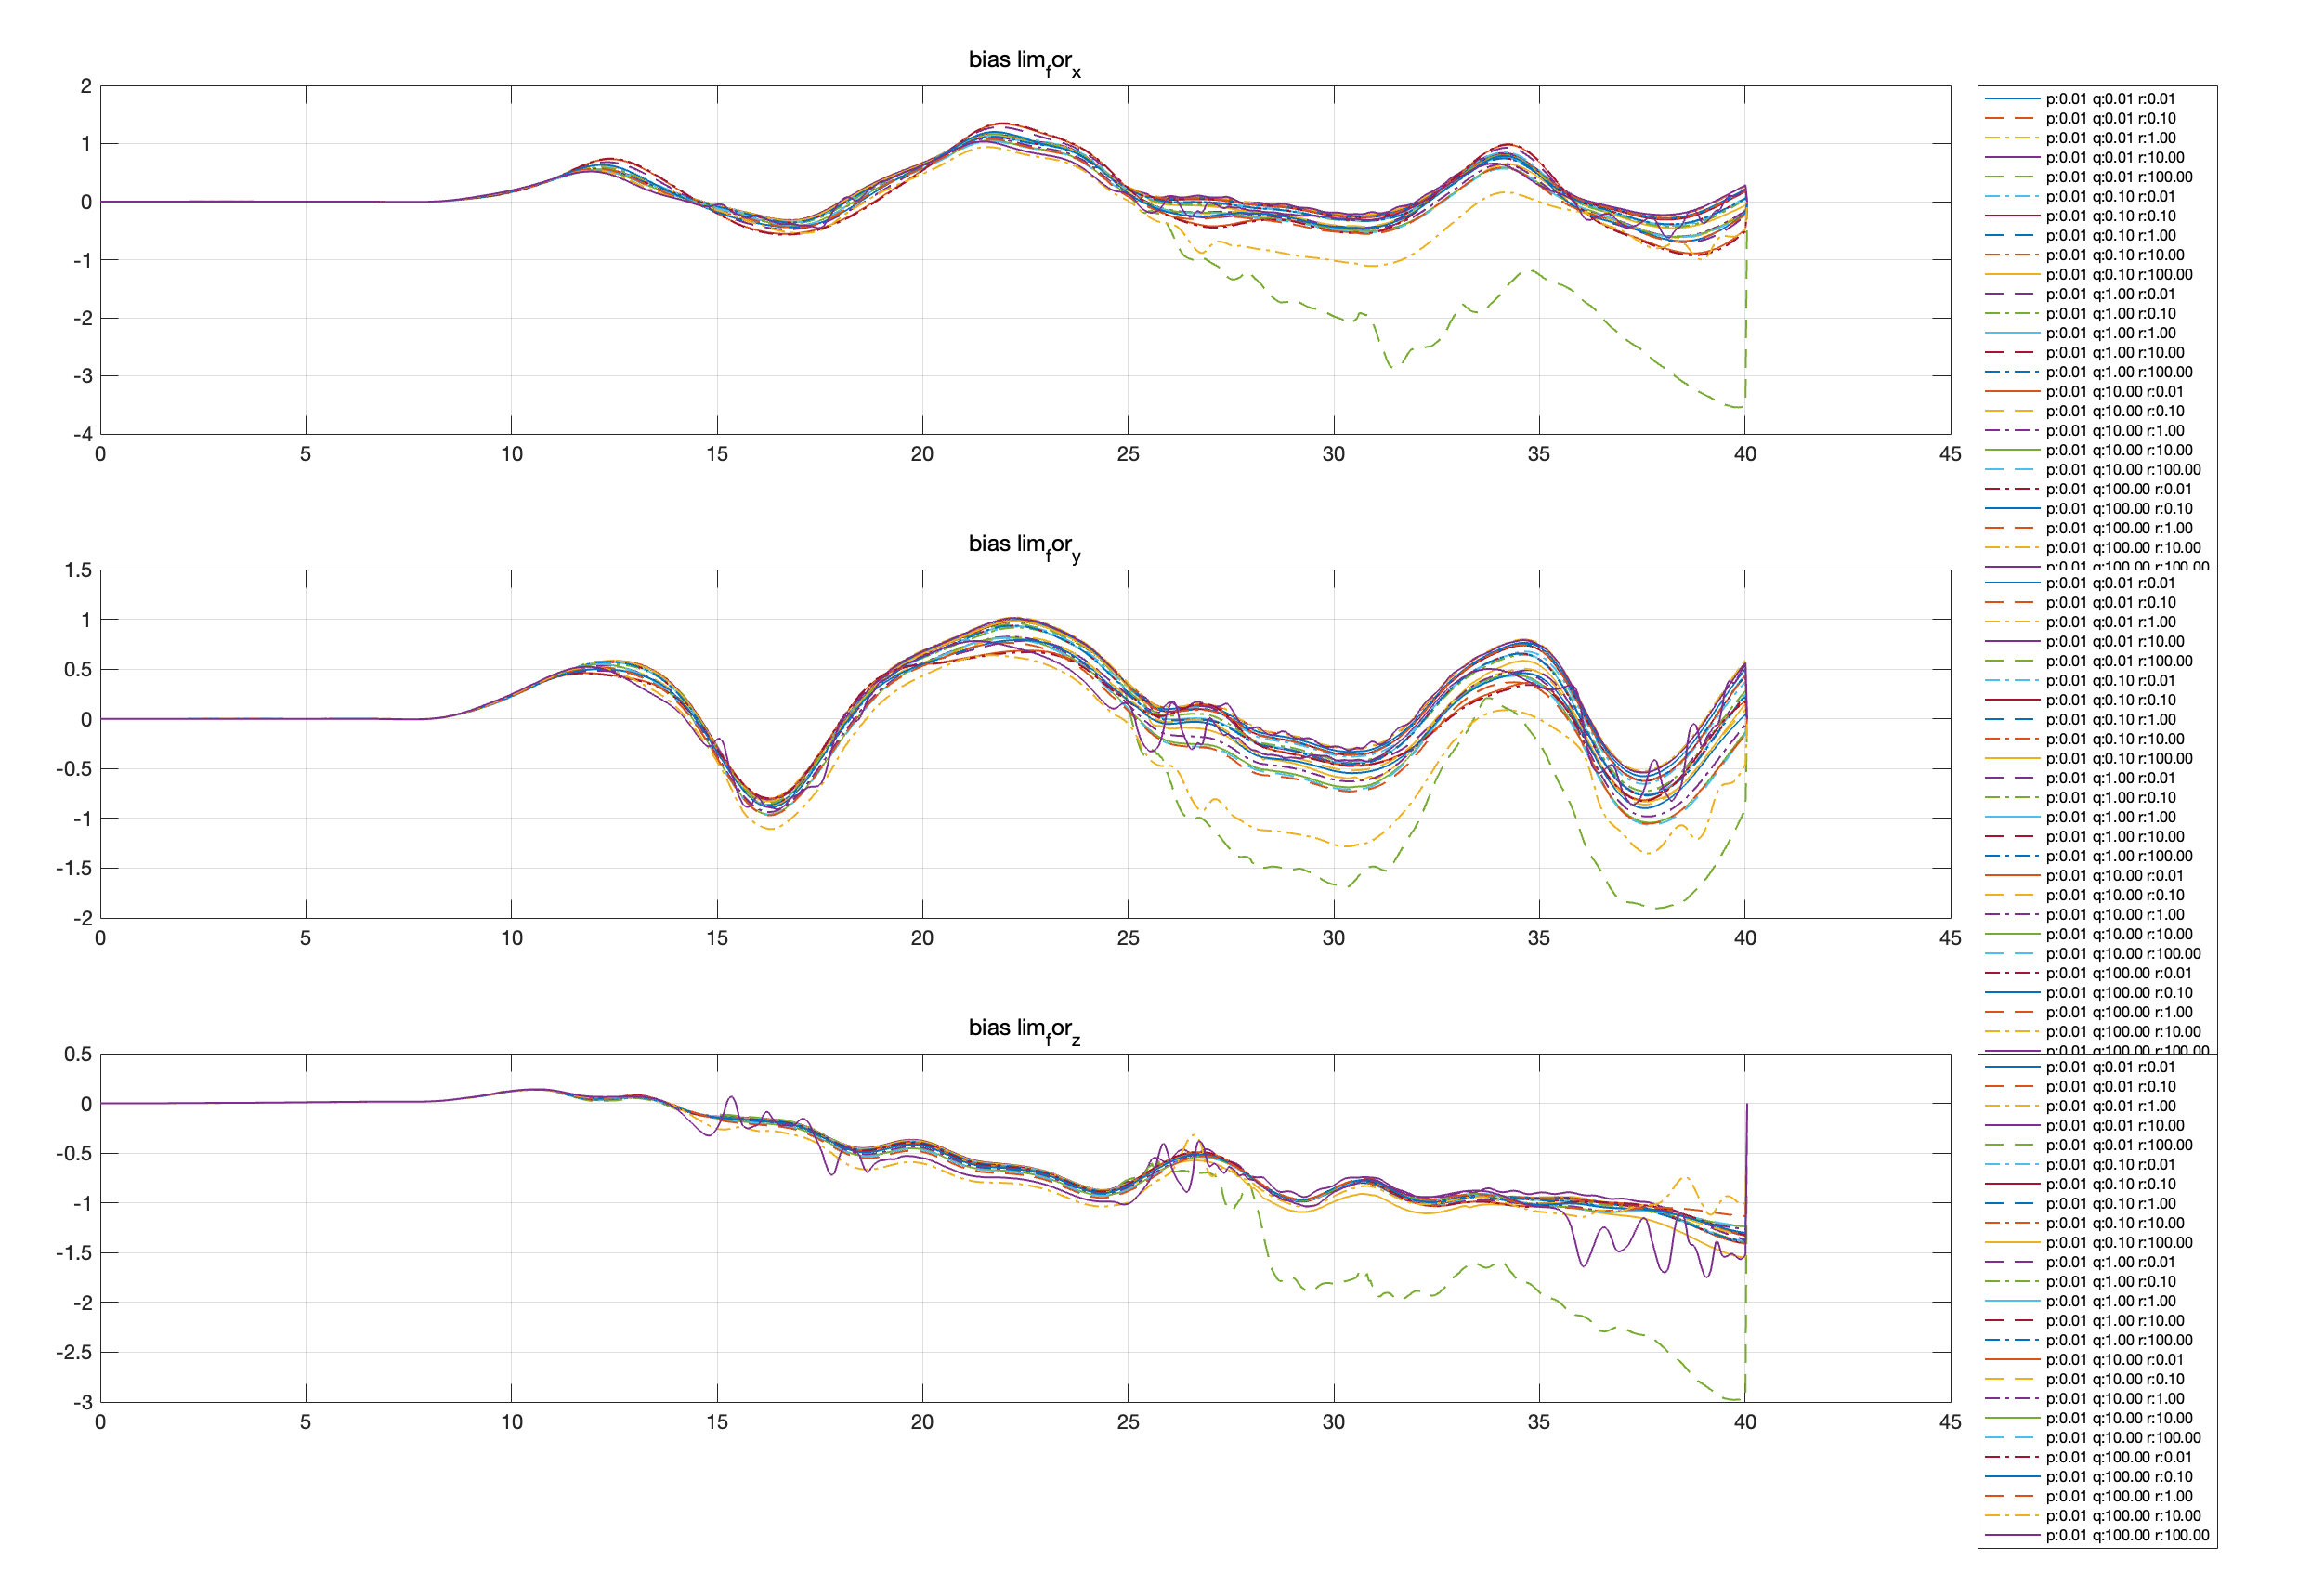 bias lim_for_x
2
1
0
-1
-2
-3
-4
0 5 10 15 20 25 30 35 40 45
p:0.01 q:0.01 r:0.01
p:0.01 q:0.01 r:0.10
p:0.01 q:0.01 r:1.00
p:0.01 q:0.01 r:10.00
p:0.01 q:0.01 r:100.00
p:0.01 q:0.10 r:0.01
p:0.01 q:0.10 r:0.10
p:0.01 q:0.10 r:1.00
p:0.01 q:0.10 r:10.00
p:0.01 q:0.10 r:100.00
p:0.01 q:1.00 r:0.01
p:0.01 q:1.00 r:0.10
p:0.01 q:1.00 r:1.00
p:0.01 q:1.00 r:10.00
p:0.01 q:1.00 r:100.00
p:0.01 q:10.00 r:0.01
p:0.01 q:10.00 r:0.10
p:0.01 q:10.00 r:1.00
p:0.01 q:10.00 r:10.00
p:0.01 q:10.00 r:100.00
p:0.01 q:100.00 r:0.01
p:0.01 q:100.00 r:0.10
p:0.01 q:100.00 r:1.00
p:0.01 q:100.00 r:10.00
p:0.01 q:100.00 r:100.00
bias lim_for_y
1.5
1
0.5
0
-0.5
-1
-1.5
-2
0 5 10 15 20 25 30 35 40 45
p:0.01 q:0.01 r:0.01
p:0.01 q:0.01 r:0.10
p:0.01 q:0.01 r:1.00
p:0.01 q:0.01 r:10.00
p:0.01 q:0.01 r:100.00
p:0.01 q:0.10 r:0.01
p:0.01 q:0.10 r:0.10
p:0.01 q:0.10 r:1.00
p:0.01 q:0.10 r:10.00
p:0.01 q:0.10 r:100.00
p:0.01 q:1.00 r:0.01
p:0.01 q:1.00 r:0.10
p:0.01 q:1.00 r:1.00
p:0.01 q:1.00 r:10.00
p:0.01 q:1.00 r:100.00
p:0.01 q:10.00 r:0.01
p:0.01 q:10.00 r:0.10
p:0.01 q:10.00 r:1.00
p:0.01 q:10.00 r:10.00
p:0.01 q:10.00 r:100.00
p:0.01 q:100.00 r:0.01
p:0.01 q:100.00 r:0.10
p:0.01 q:100.00 r:1.00
p:0.01 q:100.00 r:10.00
p:0.01 q:100.00 r:100.00
bias lim_for_z
0.5
0
-0.5
-1
-1.5
-2
-2.5
-3
0 5 10 15 20 25 30 35 40 45
p:0.01 q:0.01 r:0.01
p:0.01 q:0.01 r:0.10
p:0.01 q:0.01 r:1.00
p:0.01 q:0.01 r:10.00
p:0.01 q:0.01 r:100.00
p:0.01 q:0.10 r:0.01
p:0.01 q:0.10 r:0.10
p:0.01 q:0.10 r:1.00
p:0.01 q:0.10 r:10.00
p:0.01 q:0.10 r:100.00
p:0.01 q:1.00 r:0.01
p:0.01 q:1.00 r:0.10
p:0.01 q:1.00 r:1.00
p:0.01 q:1.00 r:10.00
p:0.01 q:1.00 r:100.00
p:0.01 q:10.00 r:0.01
p:0.01 q:10.00 r:0.10
p:0.01 q:10.00 r:1.00
p:0.01 q:10.00 r:10.00
p:0.01 q:10.00 r:100.00
p:0.01 q:100.00 r:0.01
p:0.01 q:100.00 r:0.10
p:0.01 q:100.00 r:1.00
p:0.01 q:100.00 r:10.00
p:0.01 q:100.00 r:100.00